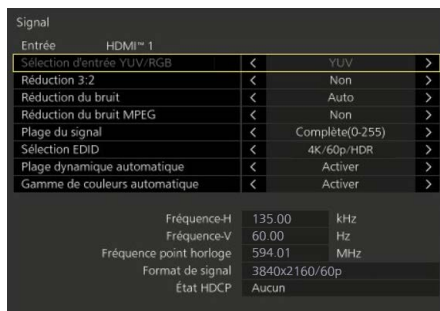 Signal
Entrée HDMI™ 1
Sélection d'entrée YUV/RGB < YUV >
Réduction 3:2 < Non >
Réduction du bruit < Auto >
Réduction du bruit MPEG < Non >
Plage du signal < Complète(0-255) >
Sélection EDID < 4K/60p/HDR >
Plage dynamique automatique < Activer >
Gamme de couleurs automatique < Activer >
Fréquence-H 135.00 kHz
Fréquence-V 60.00 Hz
Fréquence point horloge 594.01 MHz
Format de signal 3840x2160/60p
État HDCP Aucun